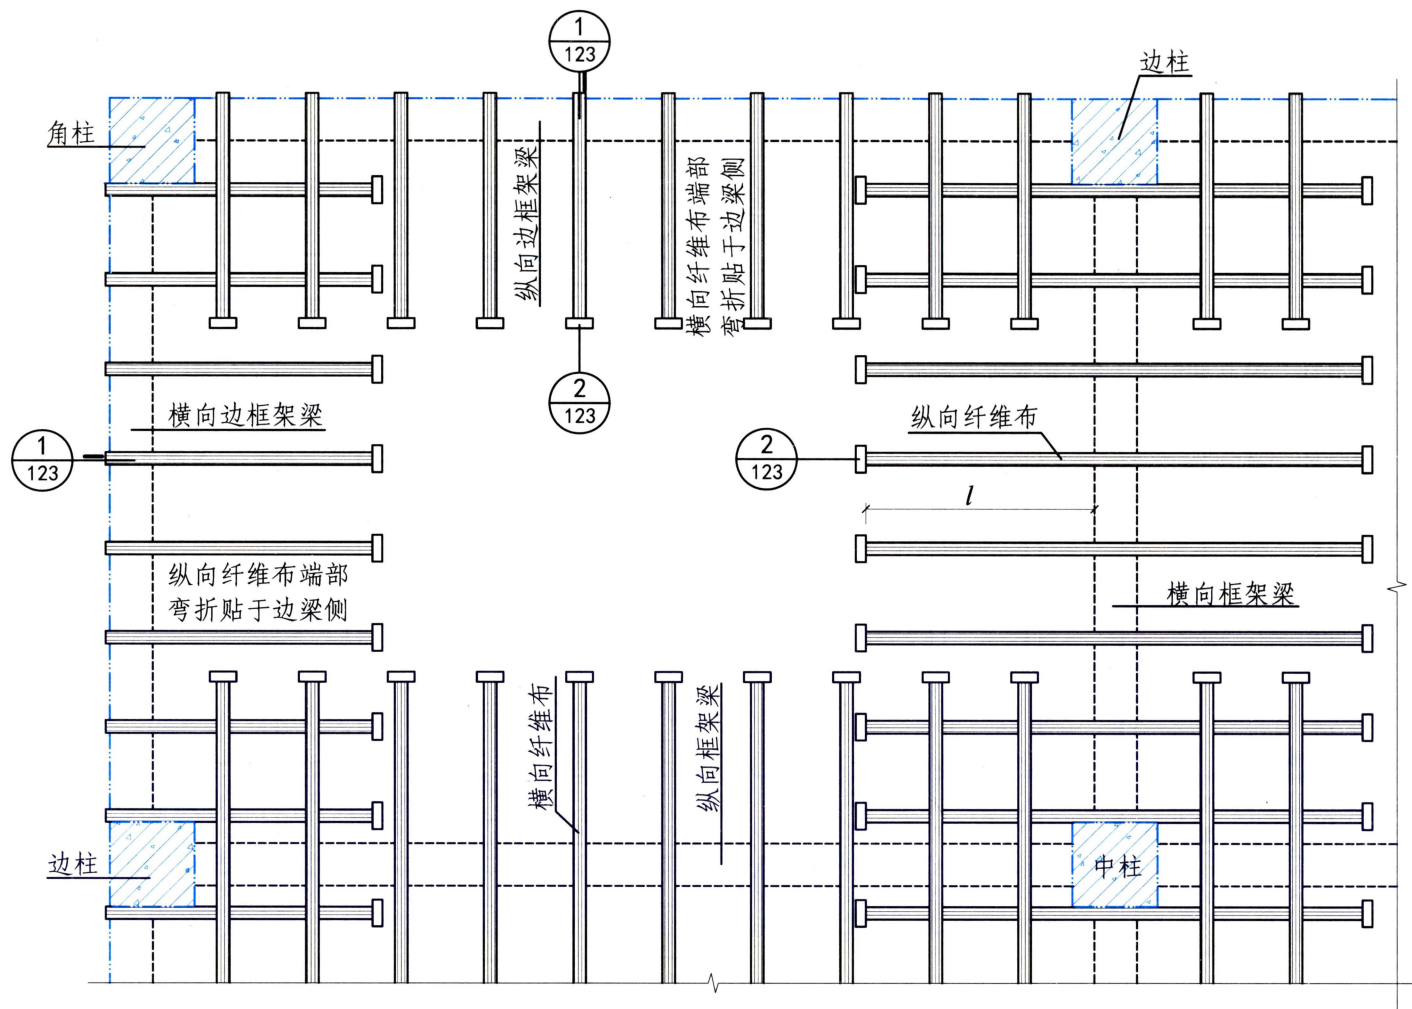 1
123
边柱
角柱
纵向边框架梁
横向纤维布端部
弯折贴于边梁侧
2
123
横向边框架梁
纵向纤维布
1
123
2
123
l
纵向纤维布端部
弯折贴于边梁侧
横向框架梁
横向纤维布
纵向框架梁
边柱
中柱